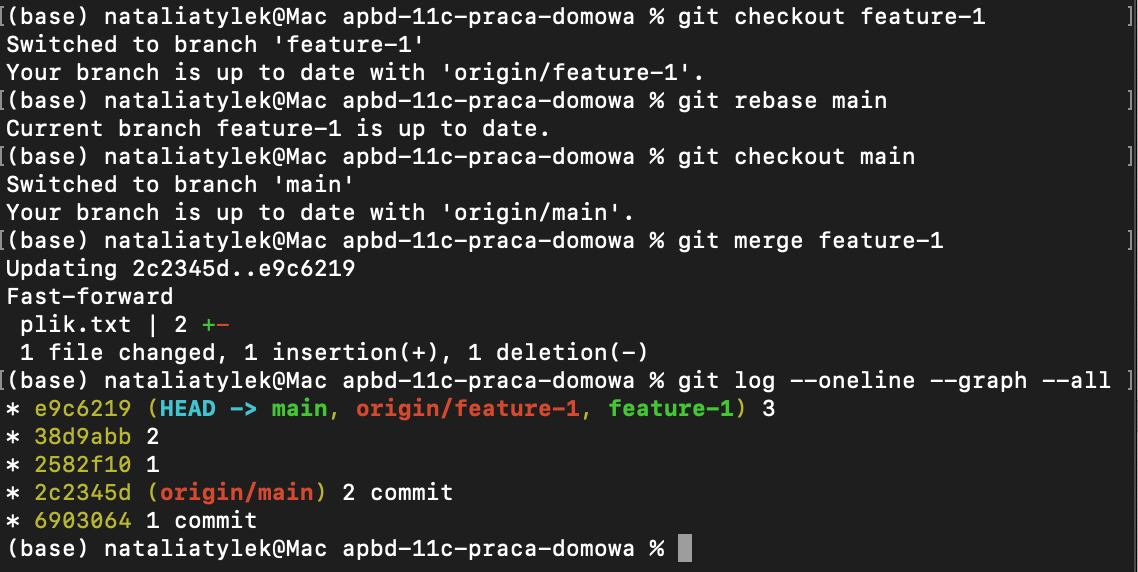 [(base) nataliatylek@Mac apbd-11c-praca-domowa % git checkout feature-1 ]
Switched to branch 'feature-1'
Your branch is up to date with 'origin/feature-1'.
[(base) nataliatylek@Mac apbd-11c-praca-domowa % git rebase main ]
Current branch feature-1 is up to date.
[(base) nataliatylek@Mac apbd-11c-praca-domowa % git checkout main ]
Switched to branch 'main'
Your branch is up to date with 'origin/main'.
[(base) nataliatylek@Mac apbd-11c-praca-domowa % git merge feature-1 ]
Updating 2c2345d..e9c6219
Fast-forward
 plik.txt | 2 +-
 1 file changed, 1 insertion(+), 1 deletion(-)
[(base) nataliatylek@Mac apbd-11c-praca-domowa % git log --oneline --graph --all ]
* e9c6219 (HEAD -> main, origin/feature-1, feature-1) 3
* 38d9abb 2
* 2582f10 1
* 2c2345d (origin/main) 2 commit
* 6903064 1 commit
(base) nataliatylek@Mac apbd-11c-praca-domowa %